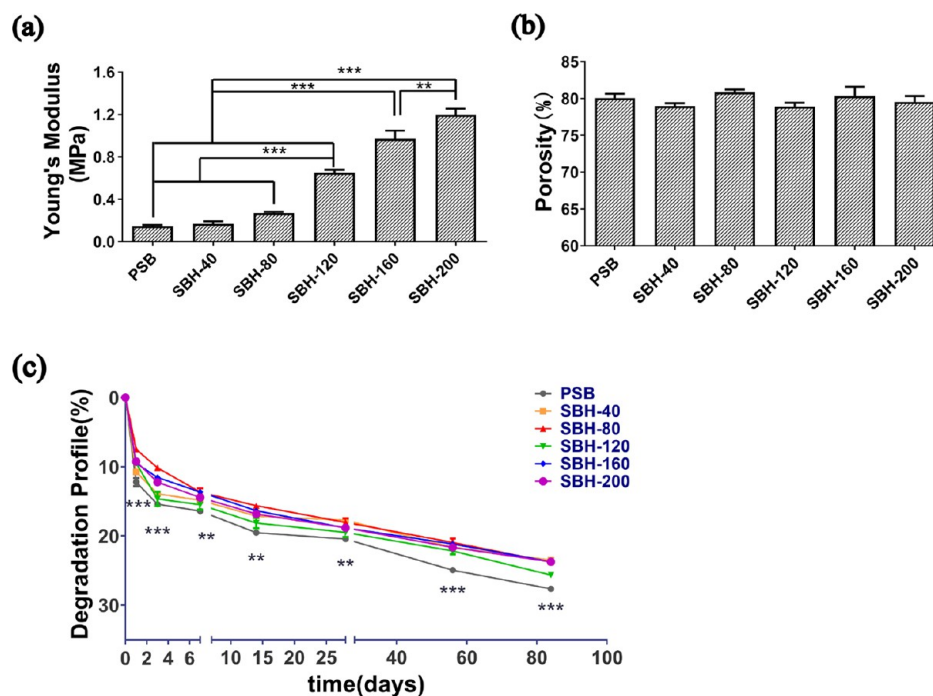 (a)
Young's Modulus
(MPa)
1.6
1.2
0.8
0.4
0.0
***
***
**
***
PSB
SBH-40
SBH-80
SBH-120
SBH-160
SBH-200
(b)
Porosity (%)
85
80
75
70
65
60
PSB
SBH-40
SBH-80
SBH-120
SBH-160
SBH-200
(c)
Degradation Profile(%)
0
10
20
30
***
***
**
**
**
***
***
PSB
SBH-40
SBH-80
SBH-120
SBH-160
SBH-200
0 2 4 6 10 15 20 25 40 60 80 100
time(days)